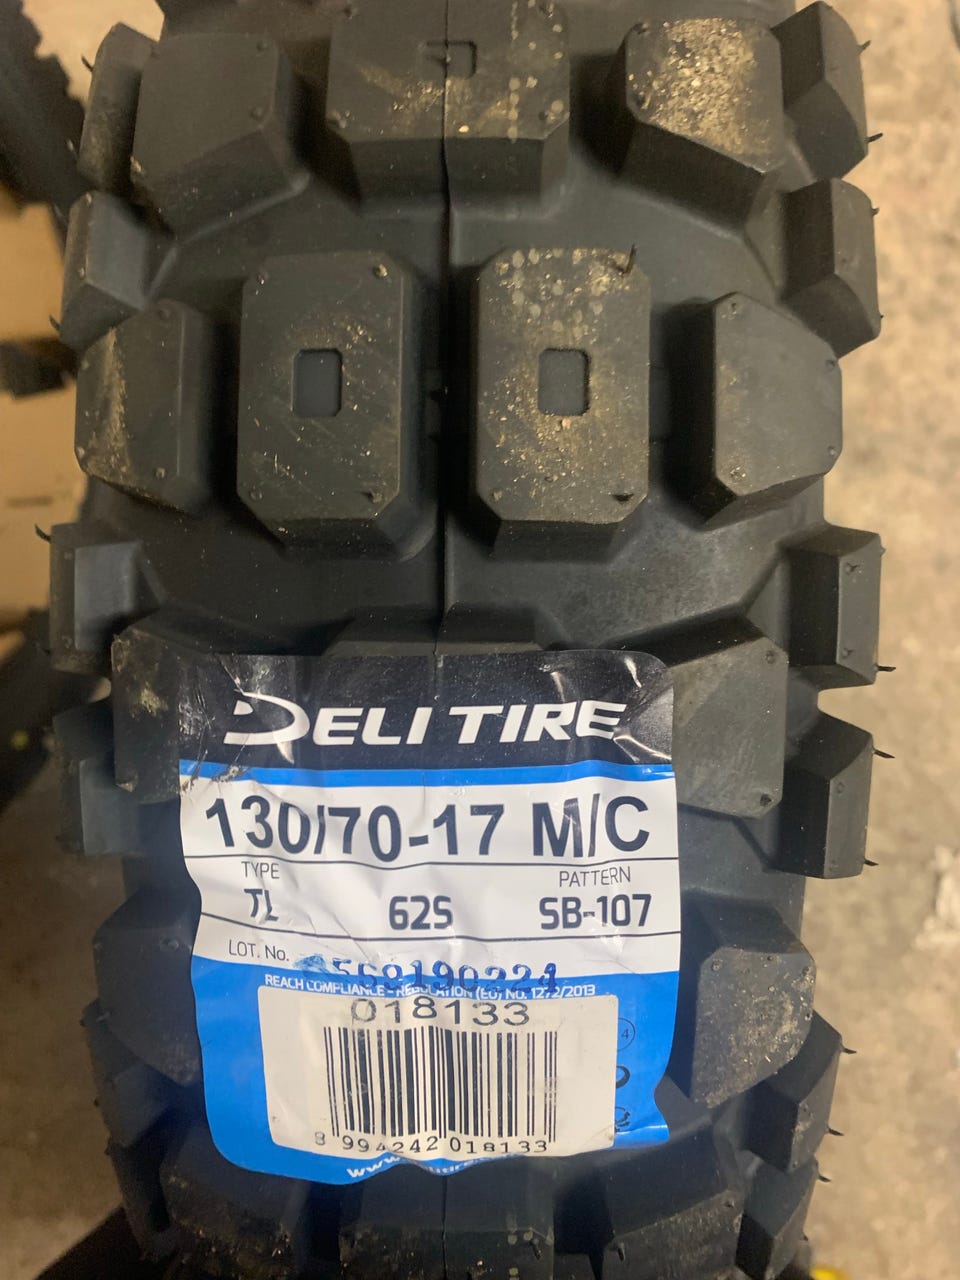 DELI TIRE
130/70-17 M/C
TYPE
PATTERN
TL 62S SB-107
LOT. No.
REACH COMPLIANCE - REGULATION (EU) No. 1272/2013
018133
8 994242 018133